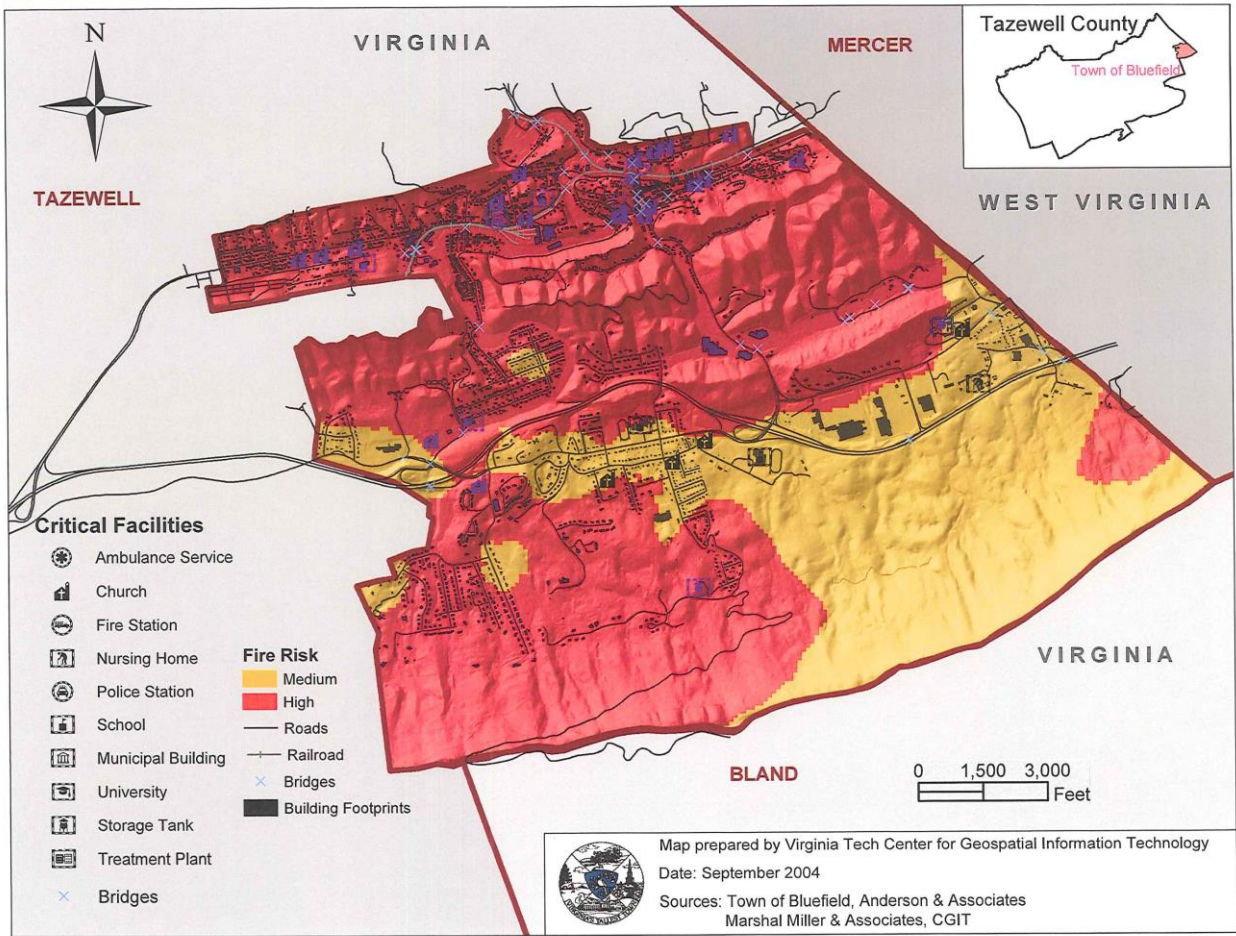 N
VIRGINIA
MERCER
Tazewell County
Town of Bluefield
TAZEWELL
WEST VIRGINIA
Critical Facilities
Ambulance Service
Church
Fire Station
Nursing Home
Police Station
School
Municipal Building
University
Storage Tank
Treatment Plant
Bridges
Fire Risk
Medium
High
Roads
Railroad
Bridges
Building Footprints
VIRGINIA
BLAND
0 1,500 3,000
Feet
Map prepared by Virginia Tech Center for Geospatial Information Technology
Date: September 2004
Sources: Town of Bluefield, Anderson & Associates
Marshal Miller & Associates, CGIT
VIRGINIA'S TALLEST TOWN